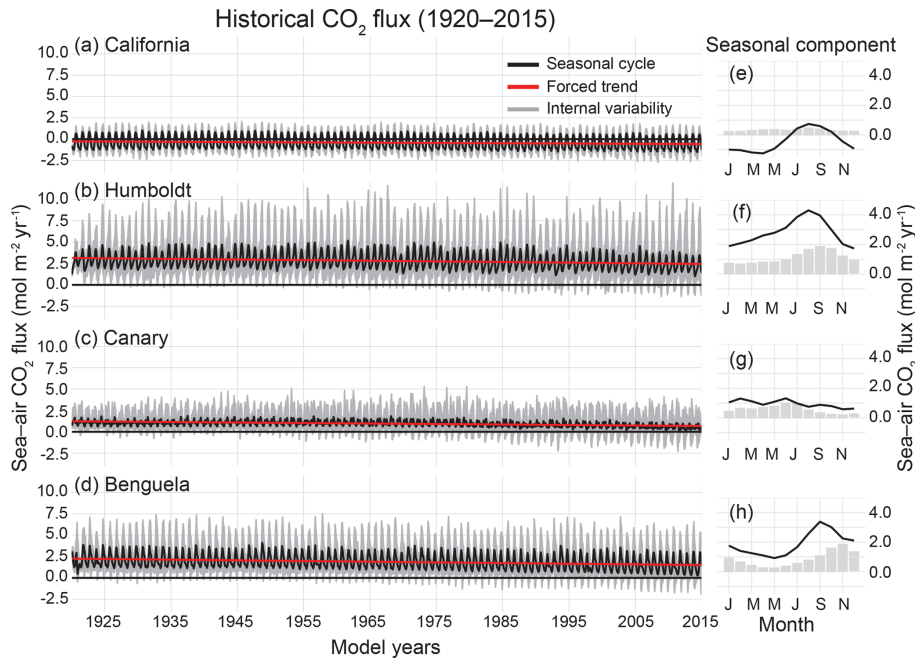 Historical CO2 flux (1920–2015)
(a) California
Seasonal component
10.0
7.5
5.0
2.5
0.0
-2.5
Seasonal cycle
Forced trend
Internal variability
(e)
4.0
2.0
0.0
J M M J S N
(b) Humboldt
10.0
7.5
5.0
2.5
0.0
-2.5
(f)
4.0
2.0
0.0
J M M J S N
(c) Canary
10.0
7.5
5.0
2.5
0.0
-2.5
(g)
4.0
2.0
0.0
J M M J S N
(d) Benguela
10.0
7.5
5.0
2.5
0.0
-2.5
(h)
4.0
2.0
0.0
J M M J S N
1925 1935 1945 1955 1965 1975 1985 1995 2005 2015
Model years
Month
Sea–air CO2 flux (mol m−2 yr−1)
Sea–air CO2 flux (mol m−2 yr−1)